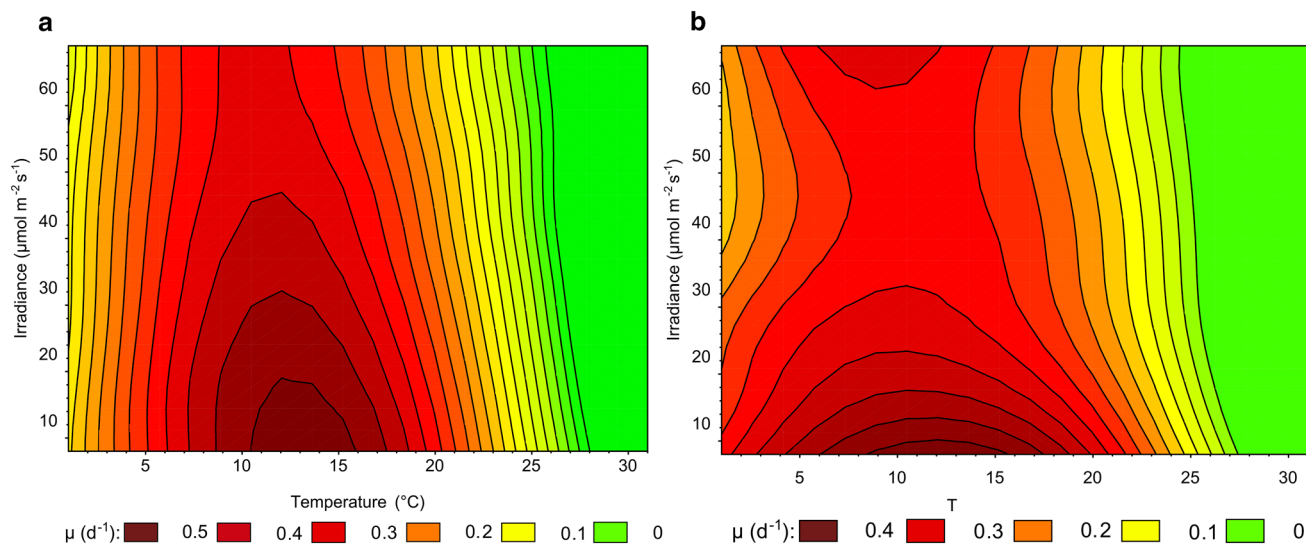 a
b
60
50
40
30
20
10
Irradiance (µmol m⁻² s⁻¹)
5 10 15 20 25 30
Temperature (°C)
µ (d⁻¹): 0.5 0.4 0.3 0.2 0.1 0
60
50
40
30
20
10
Irradiance (µmol m⁻² s⁻¹)
5 10 15 20 25 30
T
µ (d⁻¹): 0.4 0.3 0.2 0.1 0